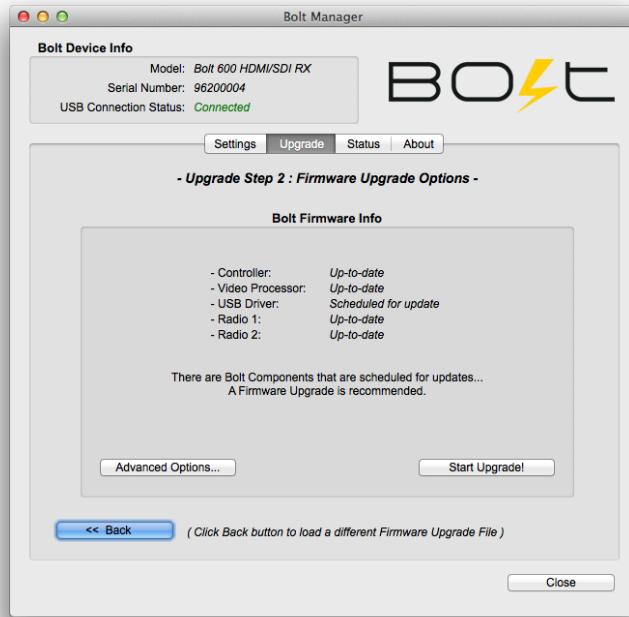 Bolt Manager
Bolt Device Info
Model: Bolt 600 HDMI/SDI RX
Serial Number: 96200004
USB Connection Status: Connected
BOLT
Settings Upgrade Status About
- Upgrade Step 2 : Firmware Upgrade Options -
Bolt Firmware Info
- Controller: Up-to-date
- Video Processor: Up-to-date
- USB Driver: Scheduled for update
- Radio 1: Up-to-date
- Radio 2: Up-to-date
There are Bolt Components that are scheduled for updates...
A Firmware Upgrade is recommended.
Advanced Options... Start Upgrade!
<< Back ( Click Back button to load a different Firmware Upgrade File )
Close